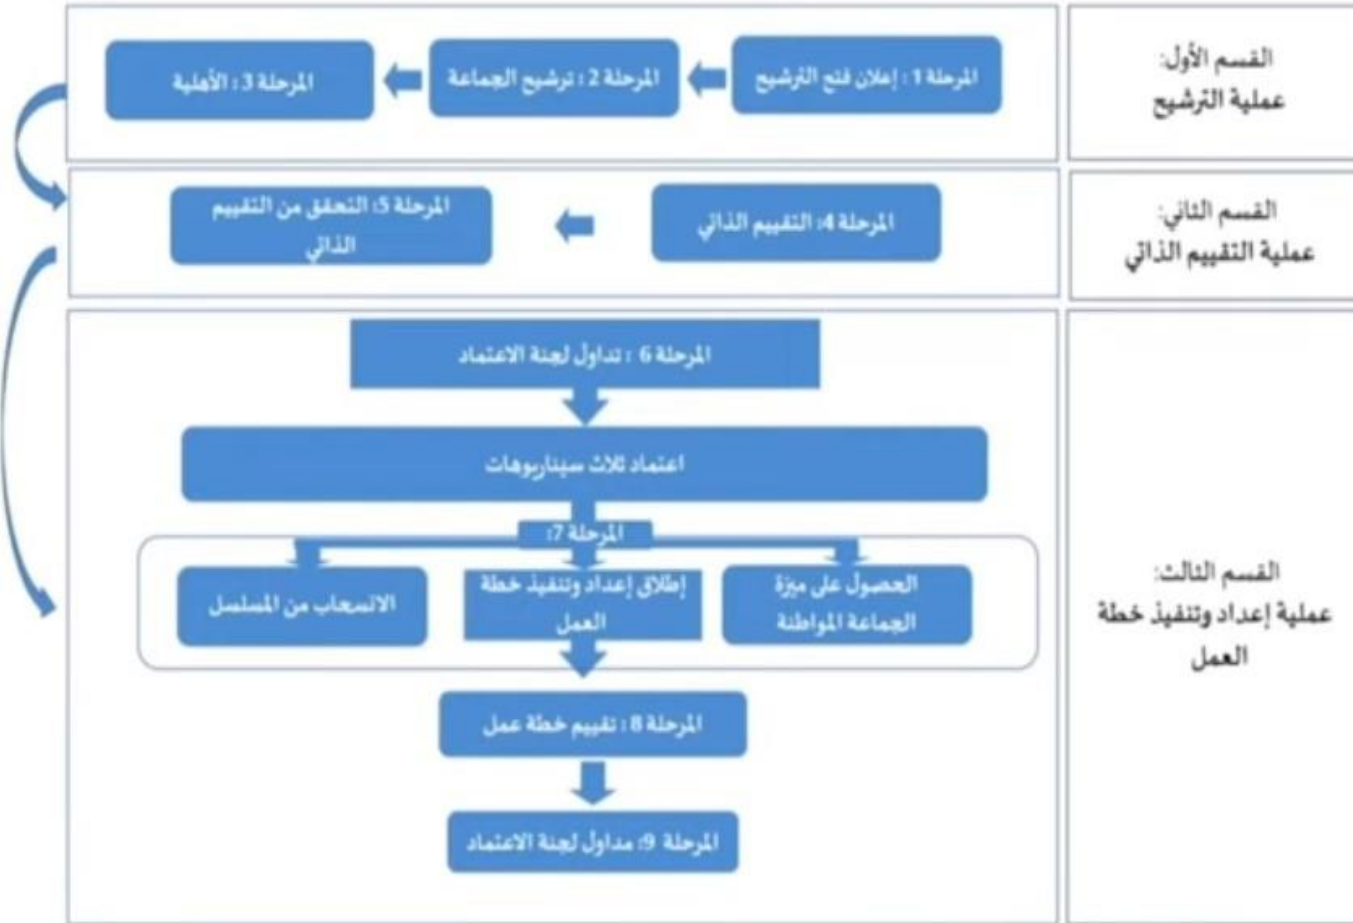 القسم الأول:
عملية الترشيح
المرحلة 1 : إعلان فتح الترشيح
المرحلة 2 : ترشيح الجماعة
المرحلة 3 : الأهلية
القسم الثاني:
عملية التقييم الذاتي
المرحلة 4: التقييم الذاتي
المرحلة 5: التحقق من التقييم
الذاتي
القسم الثالث:
عملية إعداد وتنفيذ خطة
العمل
المرحلة 6 : تداول لجنة الاعتماد
اعتماد ثلاث سيناريوهات
المرحلة 7:
الحصول على ميزة
الجماعة المواطنة
إطلاق إعداد وتنفيذ خطة
العمل
الانسحاب من المسلسل
المرحلة 8 : تقييم خطة عمل
المرحلة 9: مداول لجنة الاعتماد